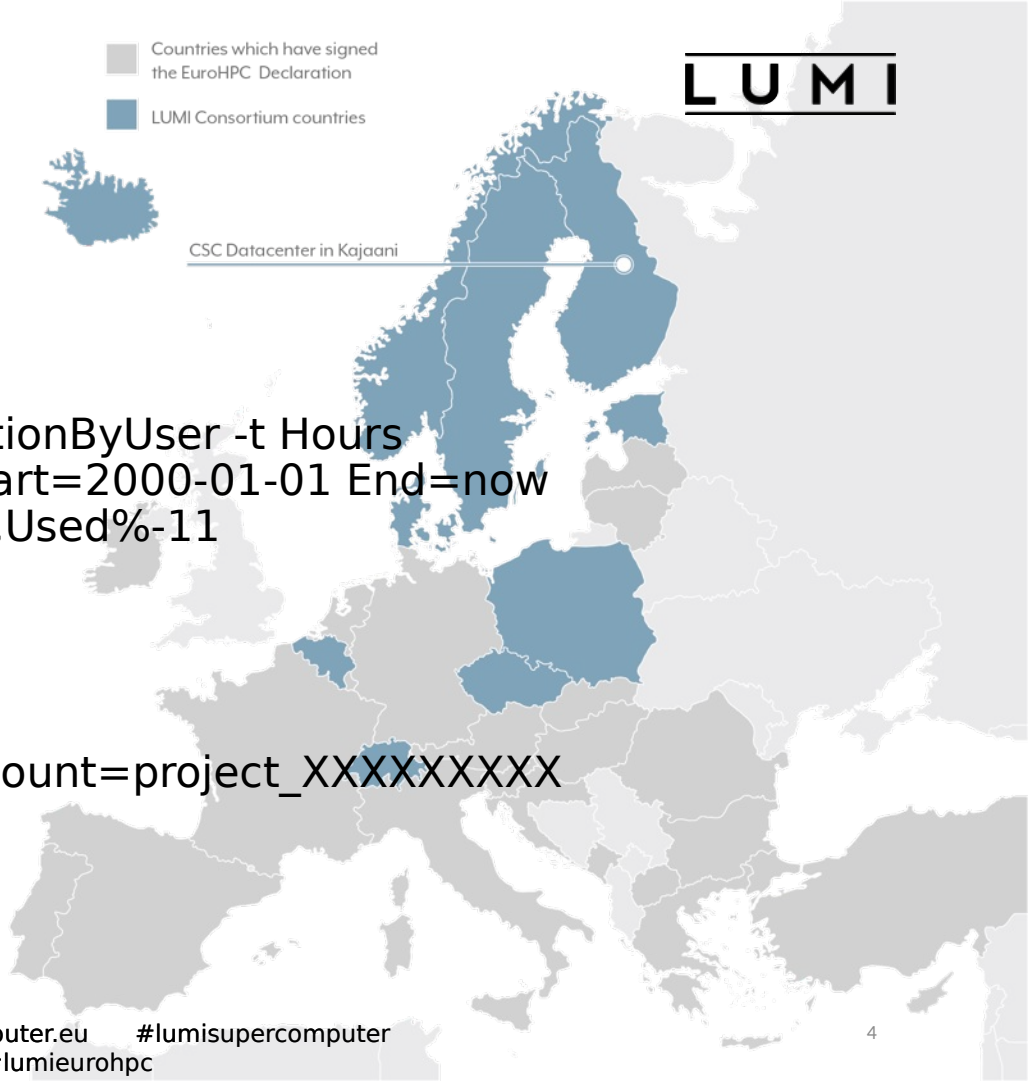 Countries which have signed
the EuroHPC Declaration
LUMI
LUMI Consortium countries
CSC Datacenter in Kajaani
tionByUser -t Hours
art=2000-01-01 End=now
.Used%-11
ount=project_XXXXXXXXX
outer.eu #lumisupercomputer
lumieurohpc
4